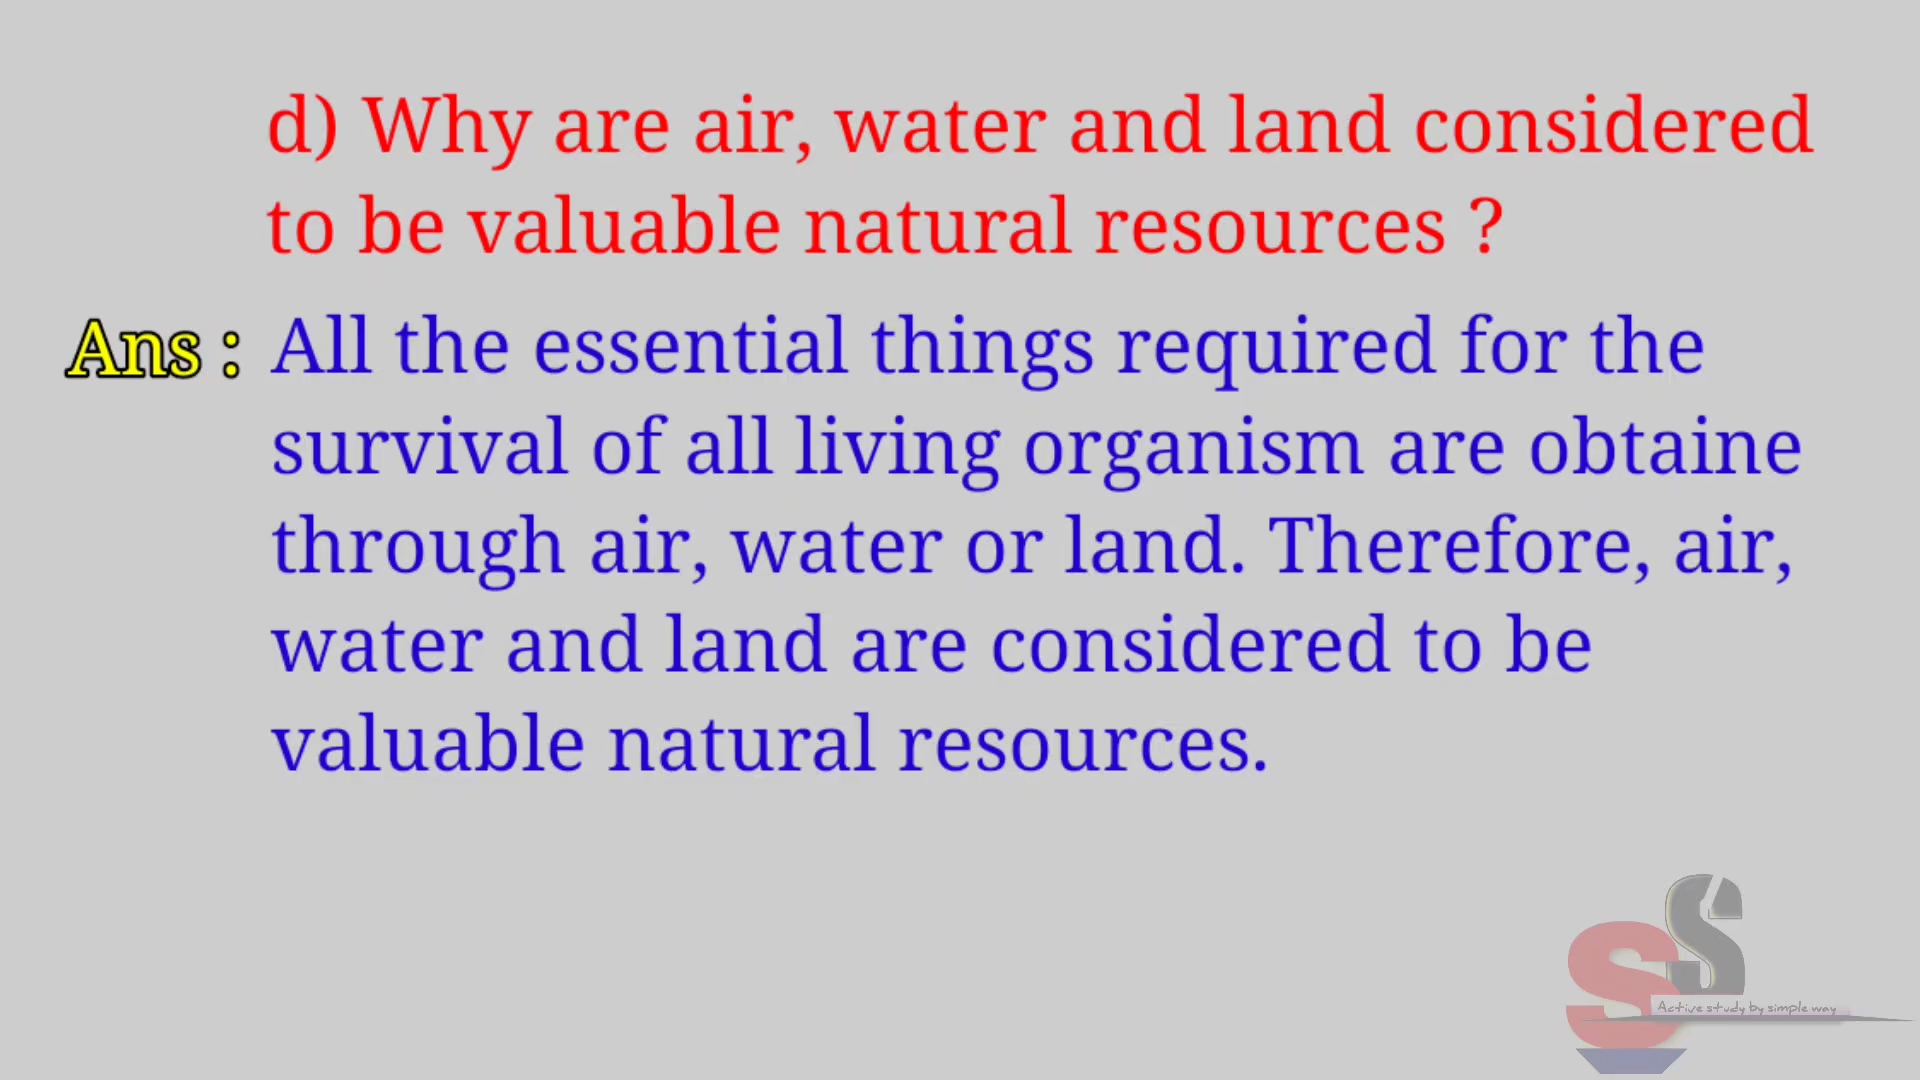 d) Why are air, water and land considered
to be valuable natural resources ?
Ans : All the essential things required for the
survival of all living organism are obtaine
through air, water or land. Therefore, air,
water and land are considered to be
valuable natural resources.
SS
Active study by simple way